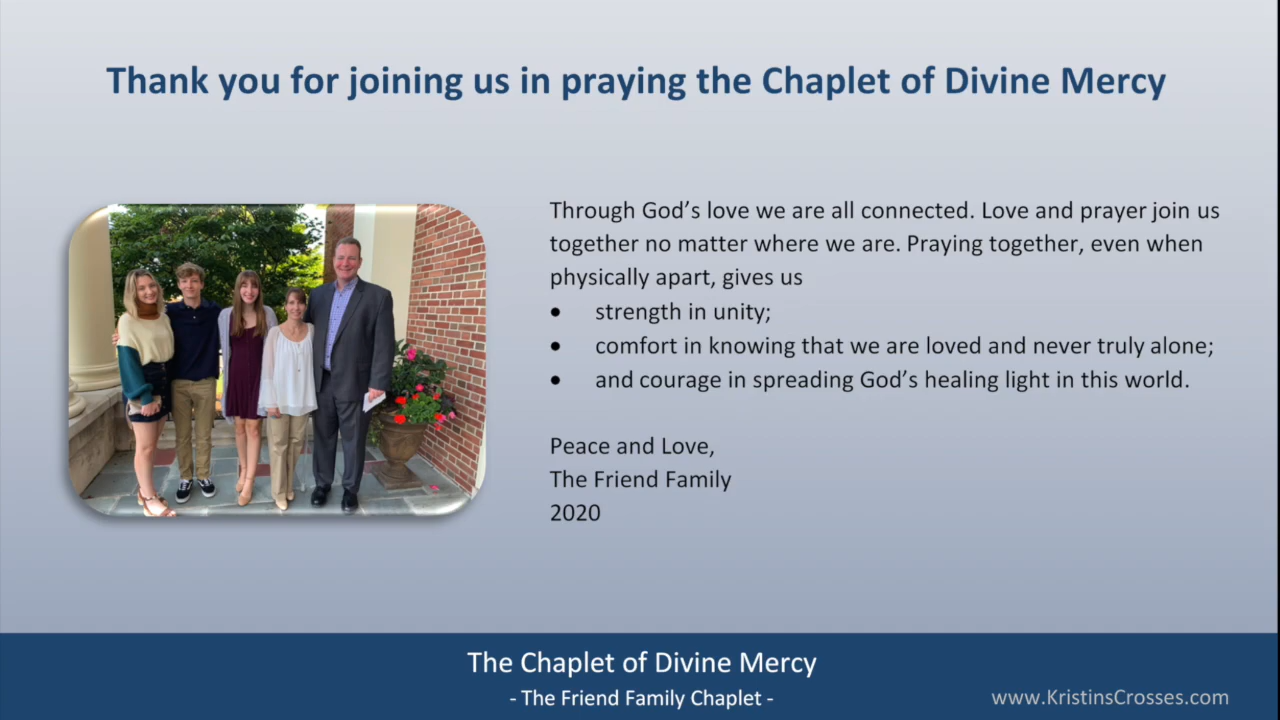 Thank you for joining us in praying the Chaplet of Divine Mercy
Through God’s love we are all connected. Love and prayer join us
together no matter where we are. Praying together, even when
physically apart, gives us
• strength in unity;
• comfort in knowing that we are loved and never truly alone;
• and courage in spreading God’s healing light in this world.
Peace and Love,
The Friend Family
2020
The Chaplet of Divine Mercy
- The Friend Family Chaplet -
www.KristinsCrosses.com